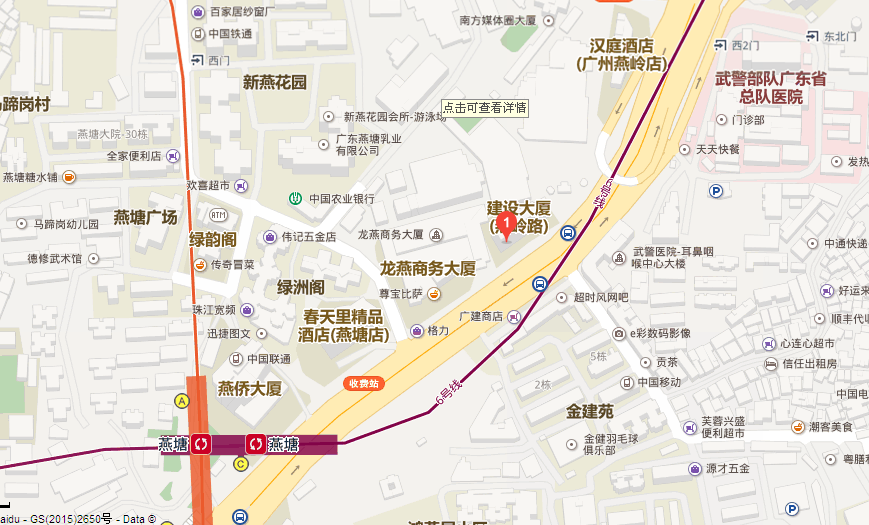 百家居纱窗厂
南方媒体圈大厦
中国铁通
汉庭酒店
(广州燕岭店)
西2门
东北门
西门
新燕花园
武警部队广东省
总队医院
马蹄岗村
点击可查看详情
新燕花园会所-游泳场
门诊部
燕塘大院-30栋
广东燕塘乳业
有限公司
全家便利店
天天快餐
发热
燕塘糖水铺
欢喜超市
P
中国农业银行
建设大厦
1
马蹄岗幼儿园
燕塘广场
ATM
绿韵阁
伟记五金店
龙燕商务大厦
中通快递
德修武术馆
传奇冒菜
龙燕商务大厦
武警医院-耳鼻咽
喉中心大楼
绿洲阁
尊宝比萨
超时风网吧
好运来
珠江宽频
春天里精品
酒店(燕塘店)
广建商店
顺丰代收
迅捷图文
格力
e彩数码影像
心连心超市
中国联通
5栋
贡茶
信任出租房
燕侨大厦
收费站
2栋
中国移动
中国电
A
6号线
金建苑
芙蓉兴盛
便利超市
潮客美食
燕塘
燕塘
金健羽毛球
俱乐部
C
源才五金
粤膳
P
aidu - GS(2015)2650号 - Data ©